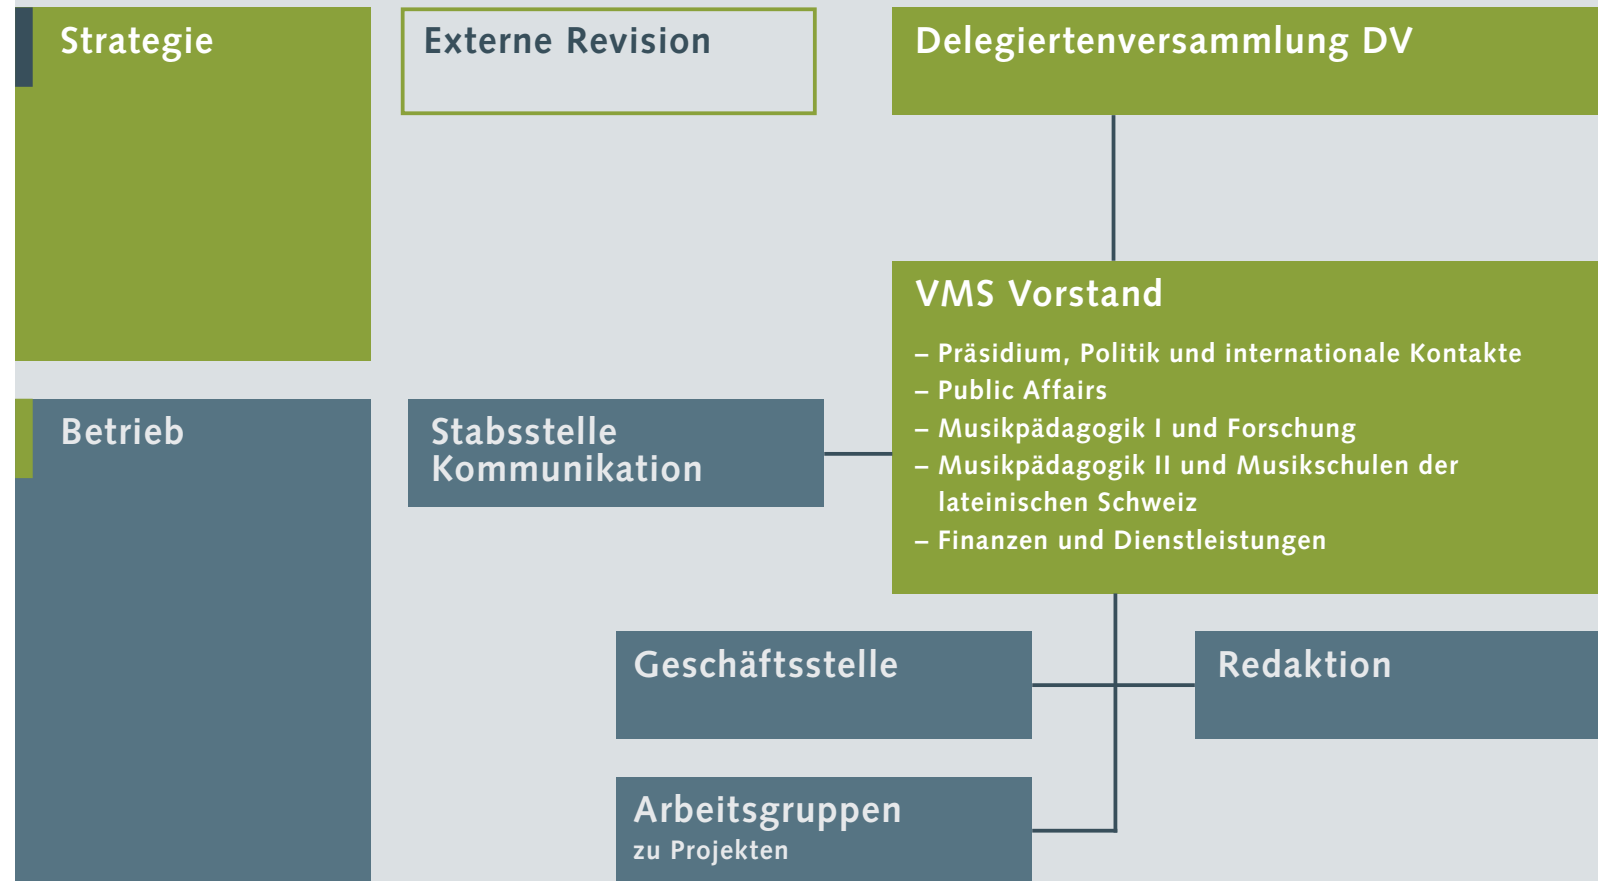 Strategie
Externe Revision
Delegiertenversammlung DV
VMS Vorstand
– Präsidium, Politik und internationale Kontakte
– Public Affairs
– Musikpädagogik I und Forschung
– Musikpädagogik II und Musikschulen der
lateinischen Schweiz
– Finanzen und Dienstleistungen
Betrieb
Stabsstelle
Kommunikation
Geschäftsstelle
Redaktion
Arbeitsgruppen
zu Projekten